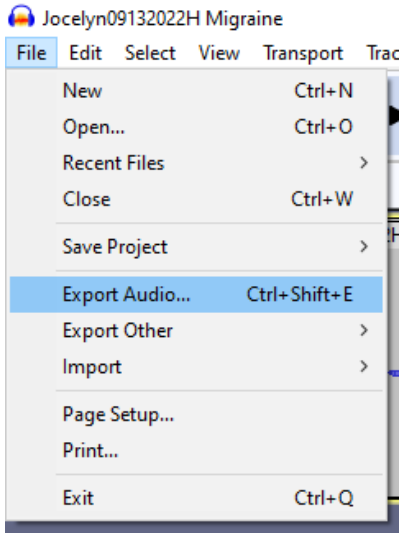 Jocelyn09132022H Migraine
File Edit Select View Transport Trac
New Ctrl+N
Open... Ctrl+O
Recent Files >
Close Ctrl+W
Save Project >
Export Audio... Ctrl+Shift+E
Export Other >
Import >
Page Setup...
Print...
Exit Ctrl+Q